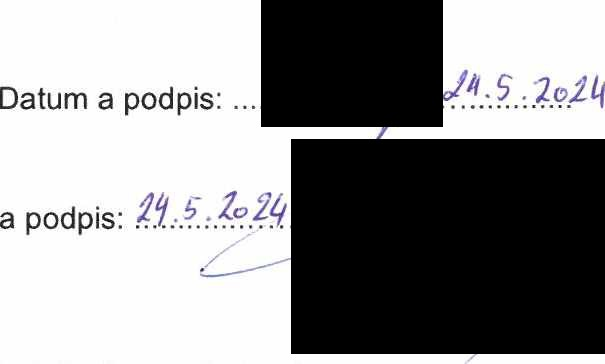 Datum a podpis: .... 24.5.2024
a podpis: 24.5.2024